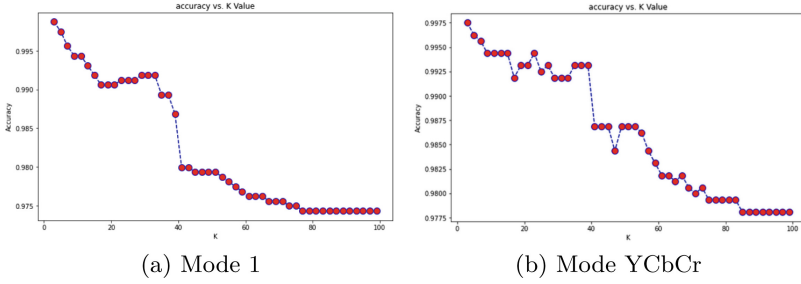 accuracy vs. K Value
Accuracy
0.995
0.990
0.985
0.980
0.975
0 20 40 60 80 100
K
(a) Mode 1
accuracy vs. K Value
Accuracy
0.9975
0.9950
0.9925
0.9900
0.9875
0.9850
0.9825
0.9800
0.9775
0 20 40 60 80 100
K
(b) Mode YCbCr